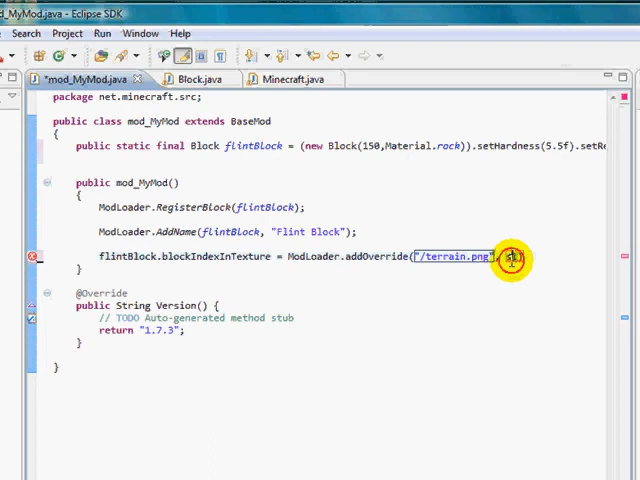 od_MyMod.java - Eclipse SDK
Search Project Run Window Help
*mod_MyMod.java Block.java Minecraft.java
package net.minecraft.src;
public class mod_MyMod extends BaseMod
{
public static final Block flintBlock = (new Block(150,Material.rock)).setHardness(5.5f).setRe
public mod_MyMod()
{
ModLoader.RegisterBlock(flintBlock);
ModLoader.AddName(flintBlock, "Flint Block");
flintBlock.blockIndexInTexture = ModLoader.addOverride("/terrain.png",
}
@Override
public String Version() {
// TODO Auto-generated method stub
return "1.7.3";
}
}